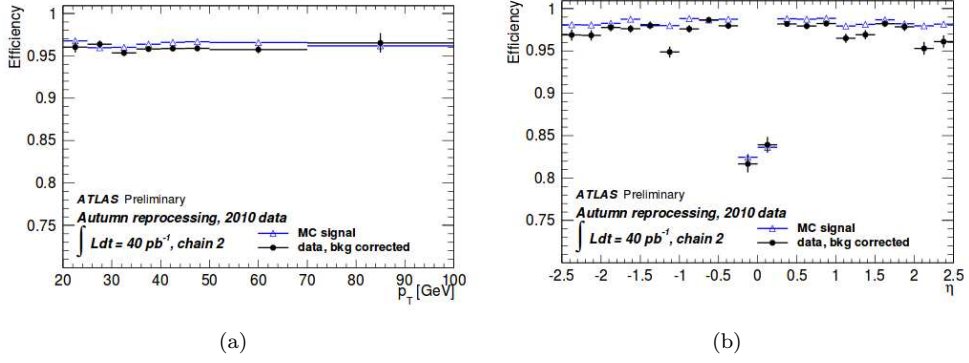 Efficiency
1
0.95
0.9
0.85
0.8
0.75
ATLAS Preliminary
Autumn reprocessing, 2010 data
∫ Ldt = 40 pb-1, chain 2
MC signal
data, bkg corrected
20 30 40 50 60 70 80 90 100
pT [GeV]
(a)
Efficiency
1
0.95
0.9
0.85
0.8
0.75
ATLAS Preliminary
Autumn reprocessing, 2010 data
∫ Ldt = 40 pb-1, chain 2
MC signal
data, bkg corrected
-2.5 -2 -1.5 -1 -0.5 0 0.5 1 1.5 2 2.5
η
(b)